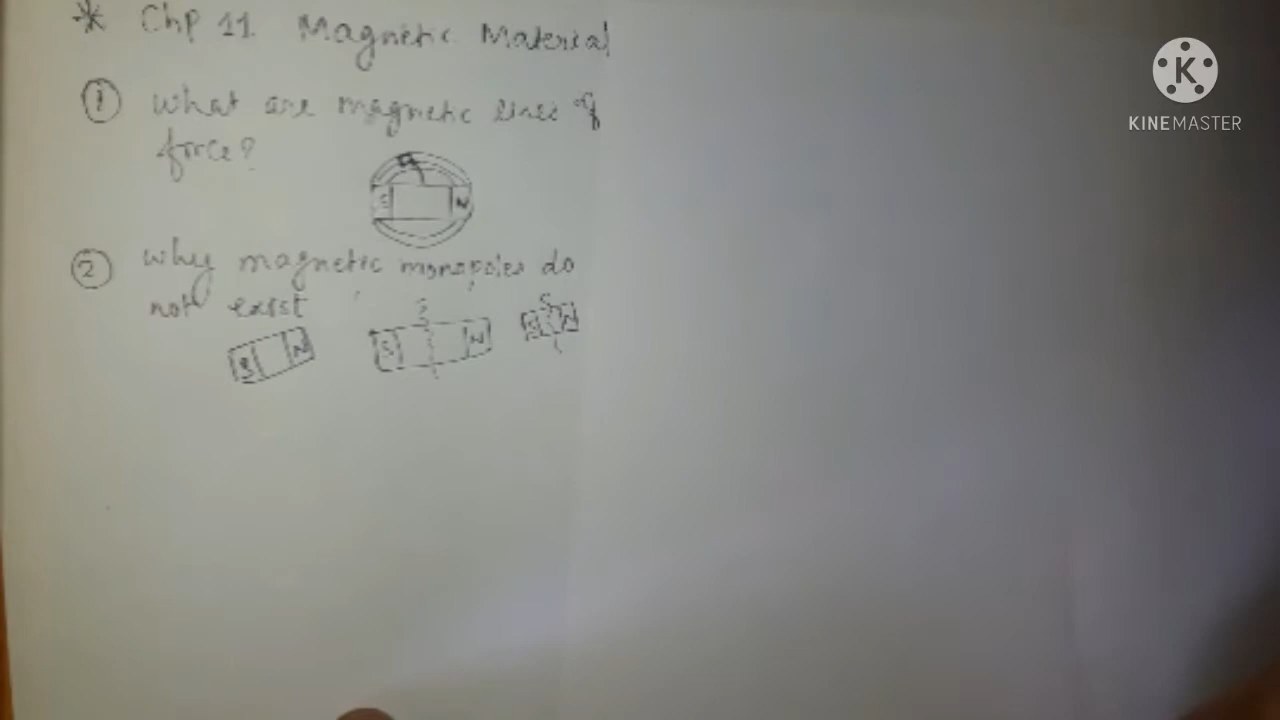 * Chp 11 Magnetic Material
K
KINEMASTER
① What are magnetic lines of
force?
S N
② Why magnetic monopoles do
not exist
S N S N S N